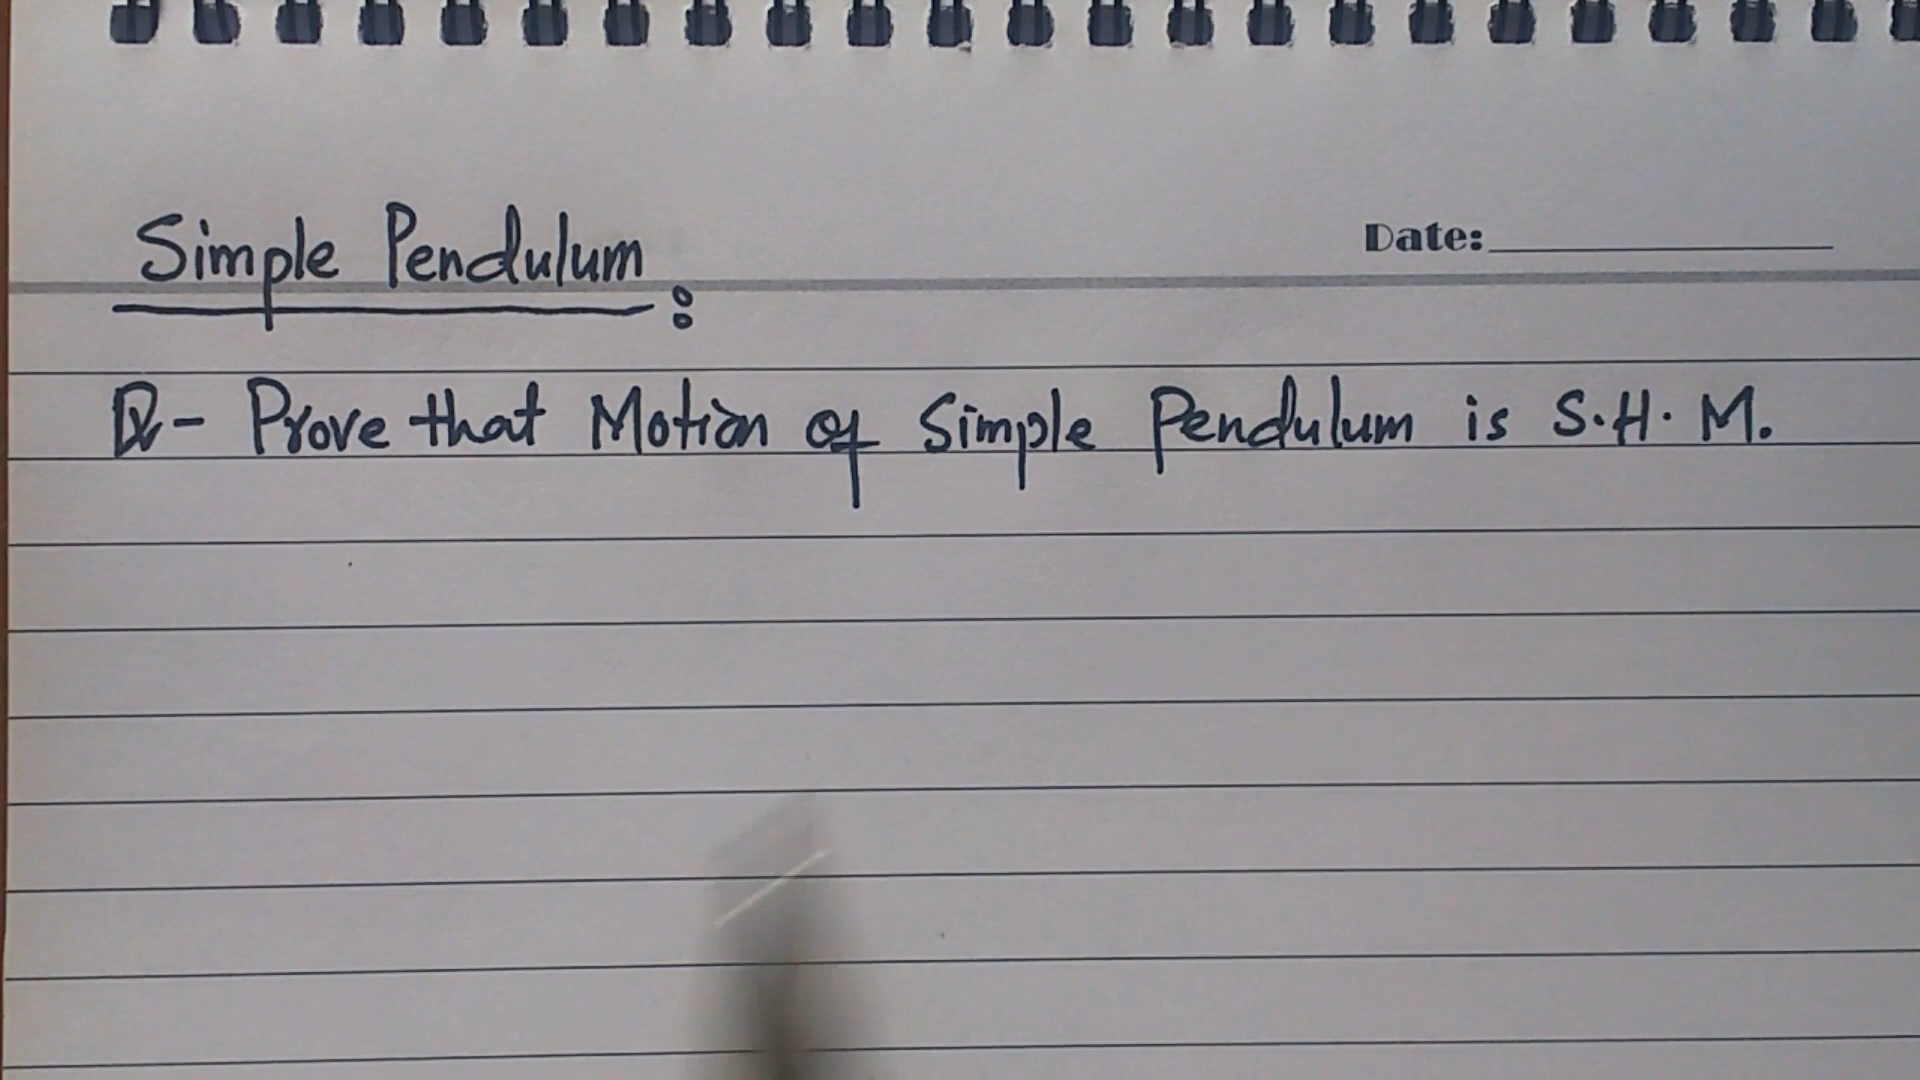 Simple Pendulum :
Date:
Q- Prove that Motion of Simple Pendulum is S.H.M.